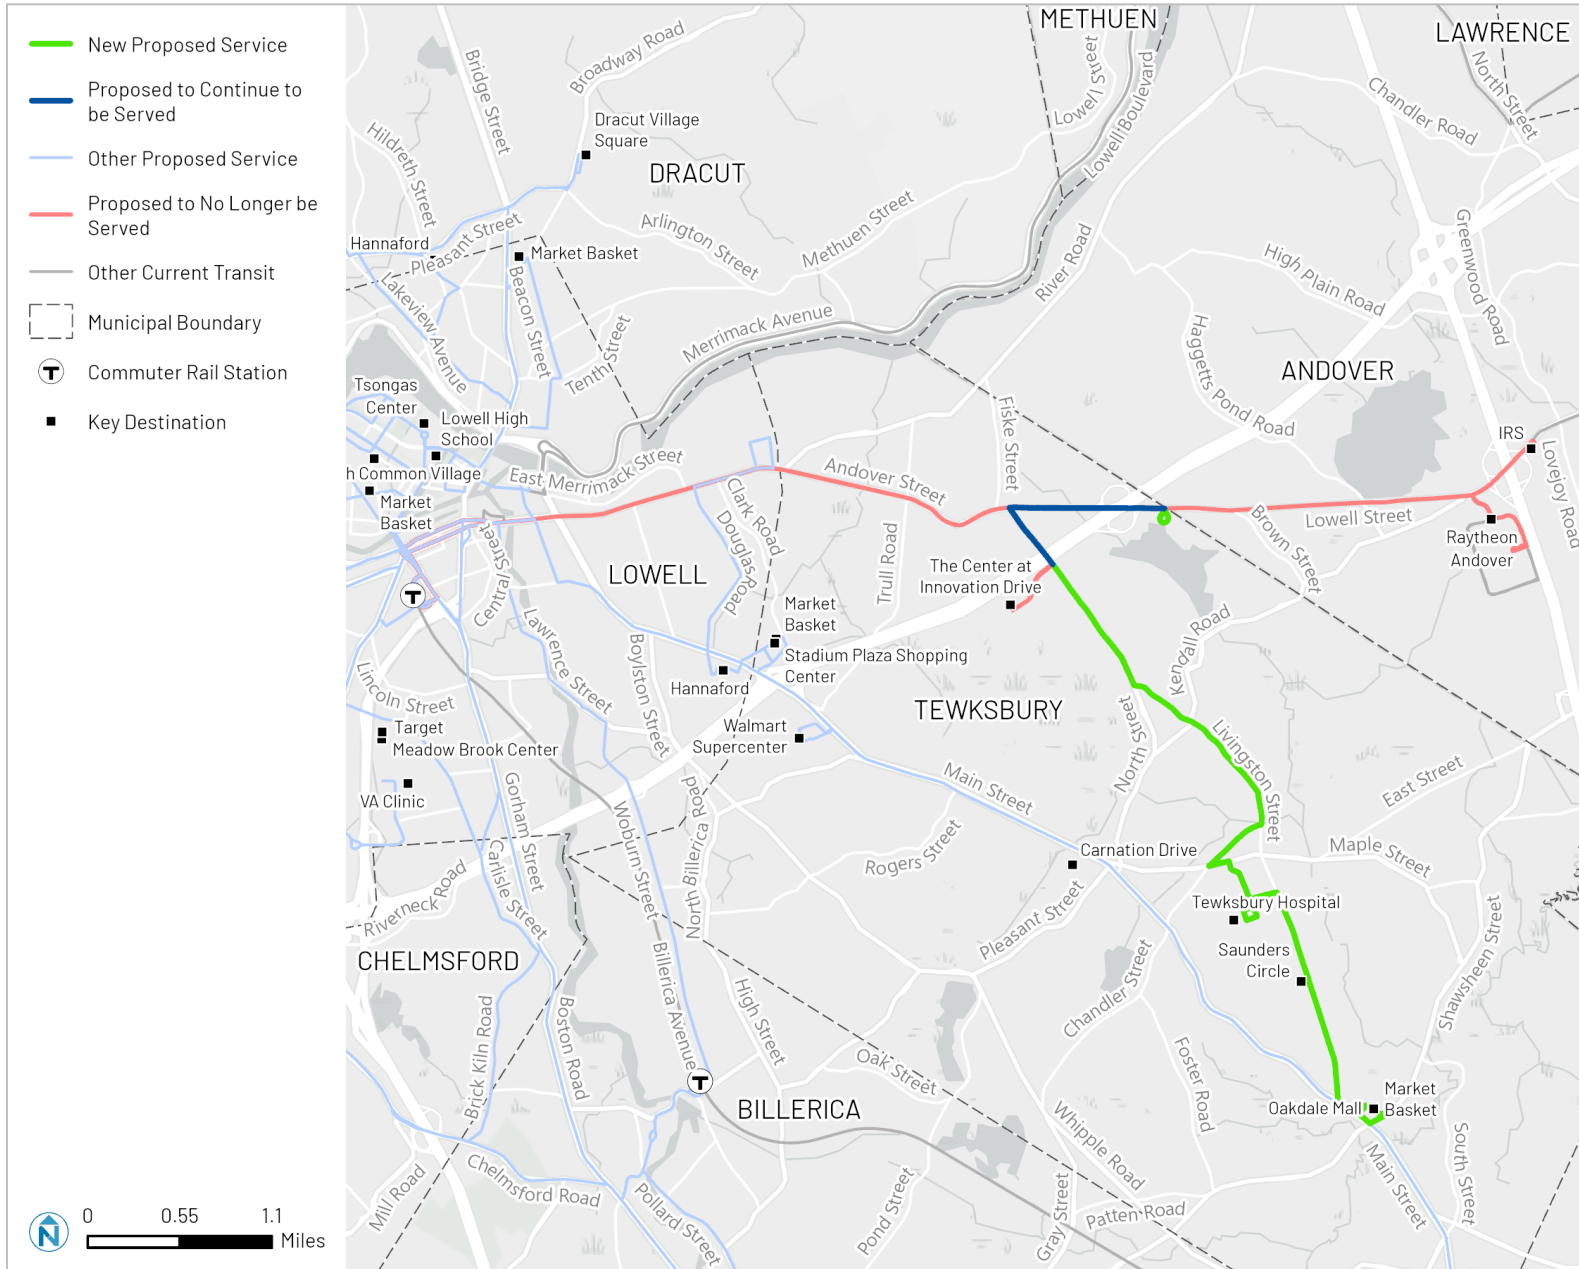 New Proposed Service
Proposed to Continue to
be Served
Other Proposed Service
Proposed to No Longer be
Served
Other Current Transit
Municipal Boundary
T
Commuter Rail Station
Key Destination
N
0 0.55 1.1
Miles
METHUEN
LAWRENCE
Bridge Street
Broadway Road
Lowell Street
Lowell Boulevard
North Street
Chandler Road
Hildreth Street
Dracut Village
Square
DRACUT
Pleasant Street
Hannaford
Market Basket
Arlington Street
Methuen Street
River Road
High Plain Road
Greenwood Road
Lakeview Avenue
Beacon Street
Tenth Street
Merrimack Avenue
Haggetts Pond Road
ANDOVER
Tsongas
Center
Lowell High
School
h Common Village
Market
Basket
East Merrimack Street
Andover Street
Fiske Street
IRS
Lovejoy Road
Clark Road
Douglas Road
Trull Road
Brown Street
Lowell Street
Raytheon
Andover
T
Central Street
LOWELL
The Center at
Innovation Drive
Lawrence Street
Boylston Street
Market
Basket
Stadium Plaza Shopping
Center
Hannaford
Kendall Road
Lincoln Street
Target
Meadow Brook Center
VA Clinic
Walmart
Supercenter
TEWKSBURY
North Street
Livingston Street
East Street
Main Street
Gorham Street
Carlisle Street
Woburn Street
North Billerica Road
Rogers Street
Carnation Drive
Maple Street
Riverneck Road
Pleasant Street
Tewksbury Hospital
Saunders
Circle
CHELMSFORD
Chandler Street
Shawsheen Street
Billerica Avenue
High Street
Brick Kiln Road
Boston Road
Oak Street
Foster Road
T
BILLERICA
Whipple Road
Oakdale Mall
Market
Basket
South Street
Main Street
Mill Road
Chelmsford Road
Pollard Street
Pond Street
Gray Street
Patten Road